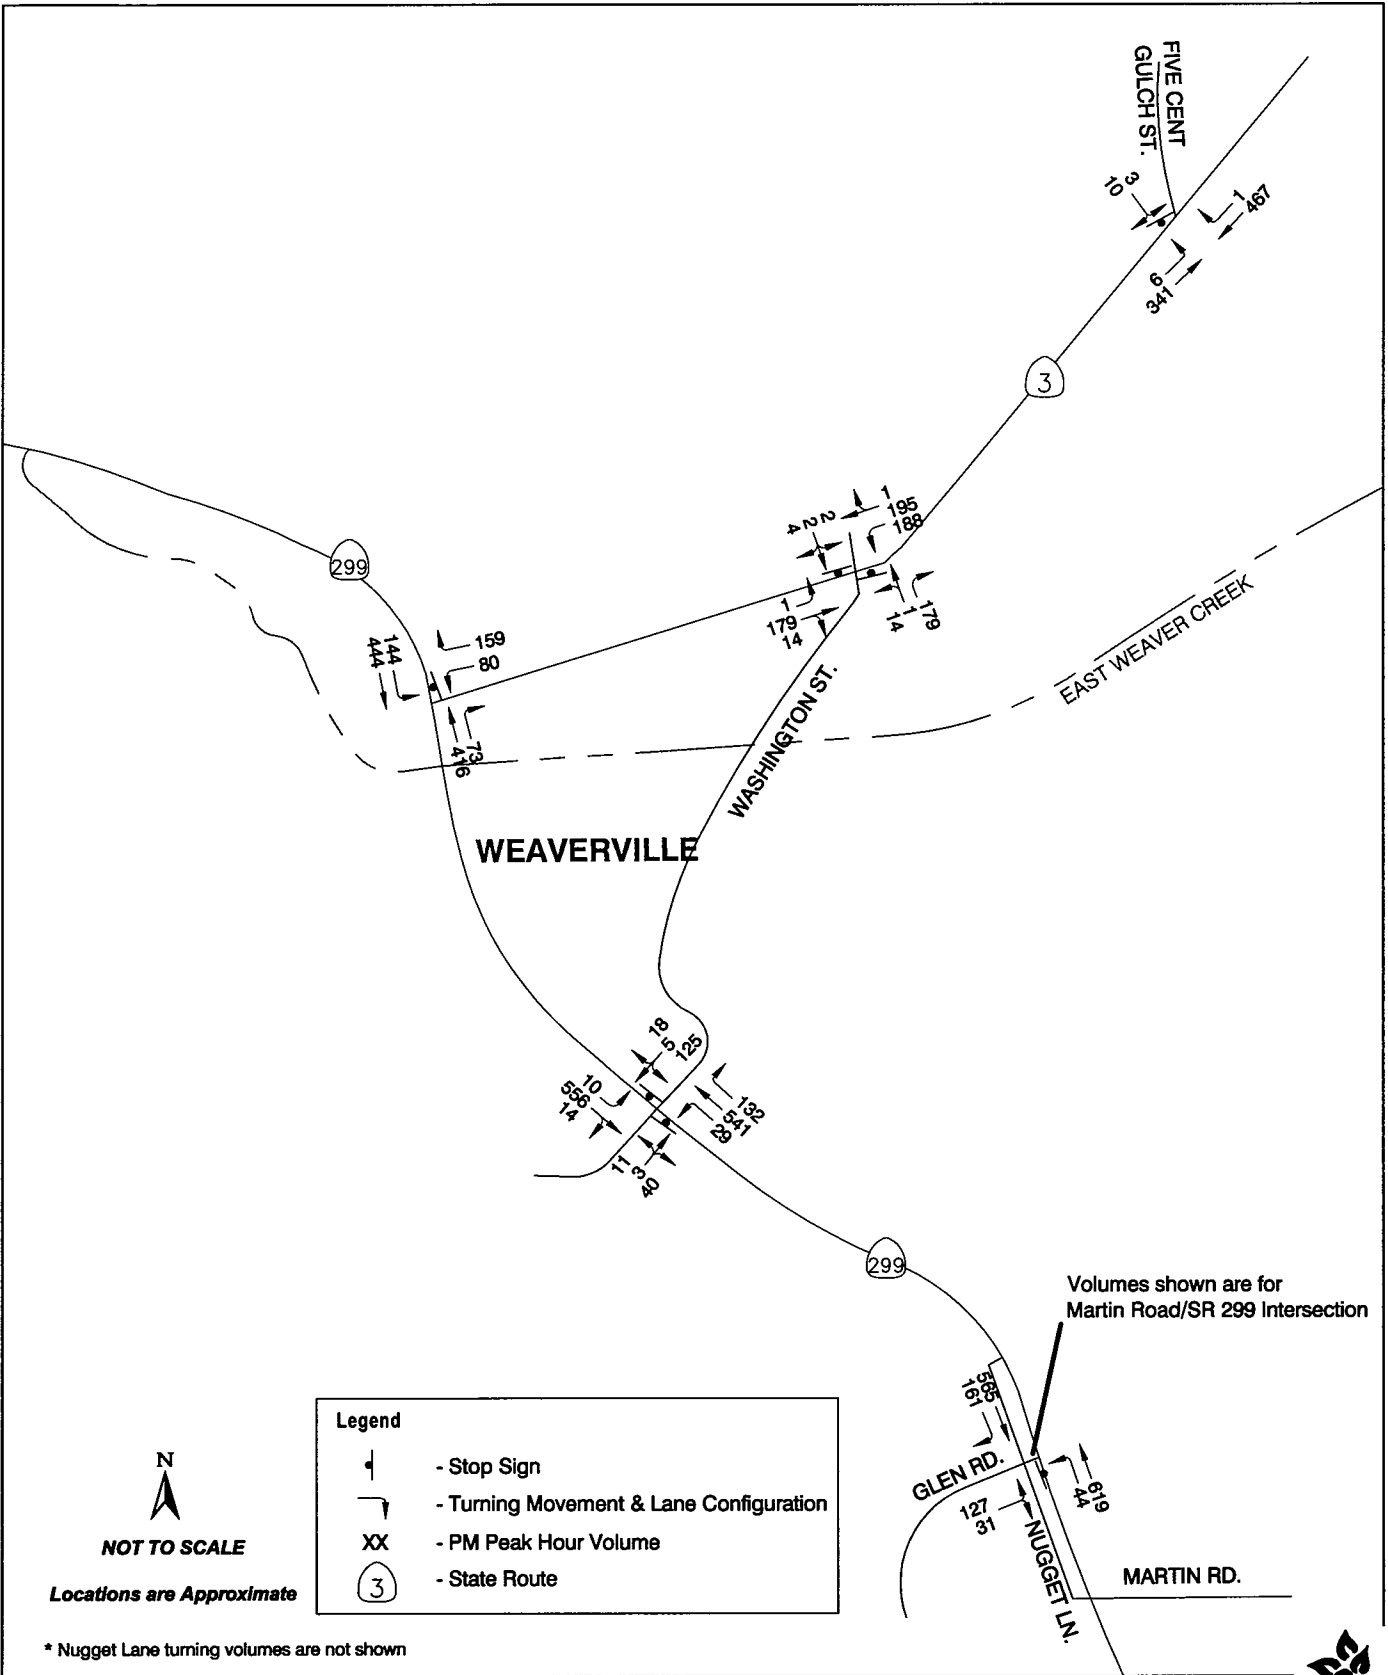 FIVE CENT
GULCH ST.
3
10
1
467
6
341
3
1
195
188
2
2
4
1
179
14
179
1
14
299
144
444
159
80
73
416
EAST WEAVER CREEK
WASHINGTON ST.
WEAVERVILLE
18
5
125
10
556
14
132
541
29
11
3
40
299
Volumes shown are for
Martin Road/SR 299 Intersection
565
161
GLEN RD.
619
44
127
31
NUGGET LN.
MARTIN RD.
Legend
- Stop Sign
- Turning Movement & Lane Configuration
XX - PM Peak Hour Volume
3 - State Route
N
NOT TO SCALE
Locations are Approximate
* Nugget Lane turning volumes are not shown